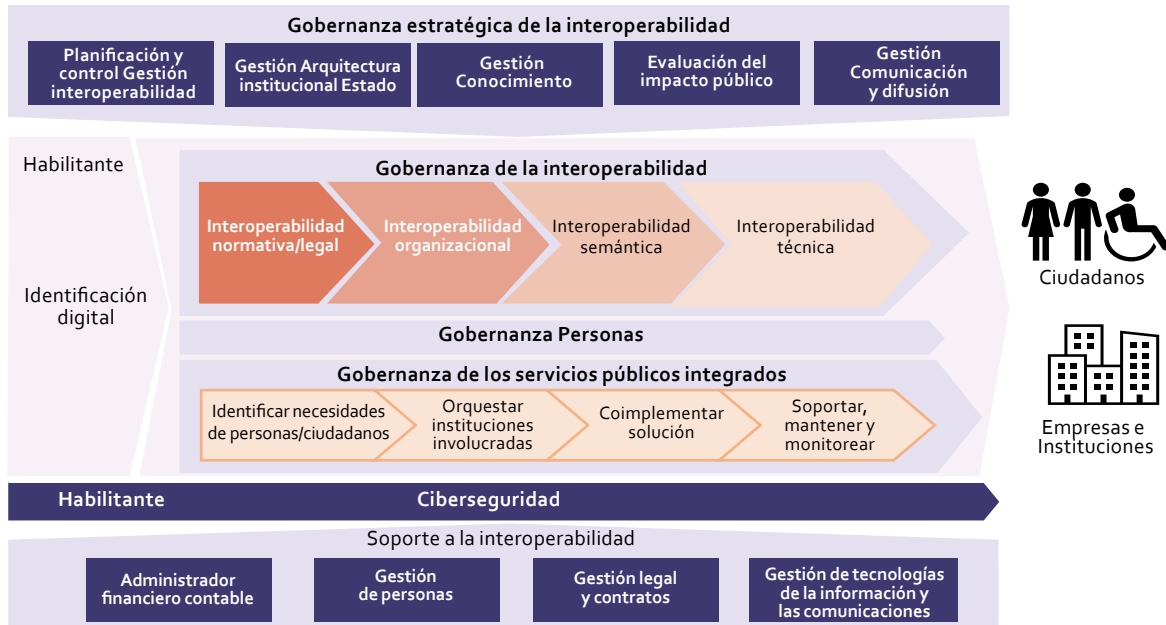 Gobernanza estratégica de la interoperabilidad
Planificación y
control Gestión
interoperabilidad
Gestión Arquitectura
institucional Estado
Gestión
Conocimiento
Evaluación del
impacto público
Gestión
Comunicación
y difusión
Habilitante
Identificación
digital
Gobernanza de la interoperabilidad
Interoperabilidad
normativa/legal
Interoperabilidad
organizacional
Interoperabilidad
semántica
Interoperabilidad
técnica
Gobernanza Personas
Gobernanza de los servicios públicos integrados
Identificar necesidades
de personas/ciudadanos
Orquestar
instituciones
involucradas
Coimplementar
solución
Soportar,
mantener y
monitorear
Ciudadanos
Empresas e
Instituciones
Habilitante
Ciberseguridad
Soporte a la interoperabilidad
Administrador
financiero contable
Gestión
de personas
Gestión legal
y contratos
Gestión de tecnologías
de la información y
las comunicaciones